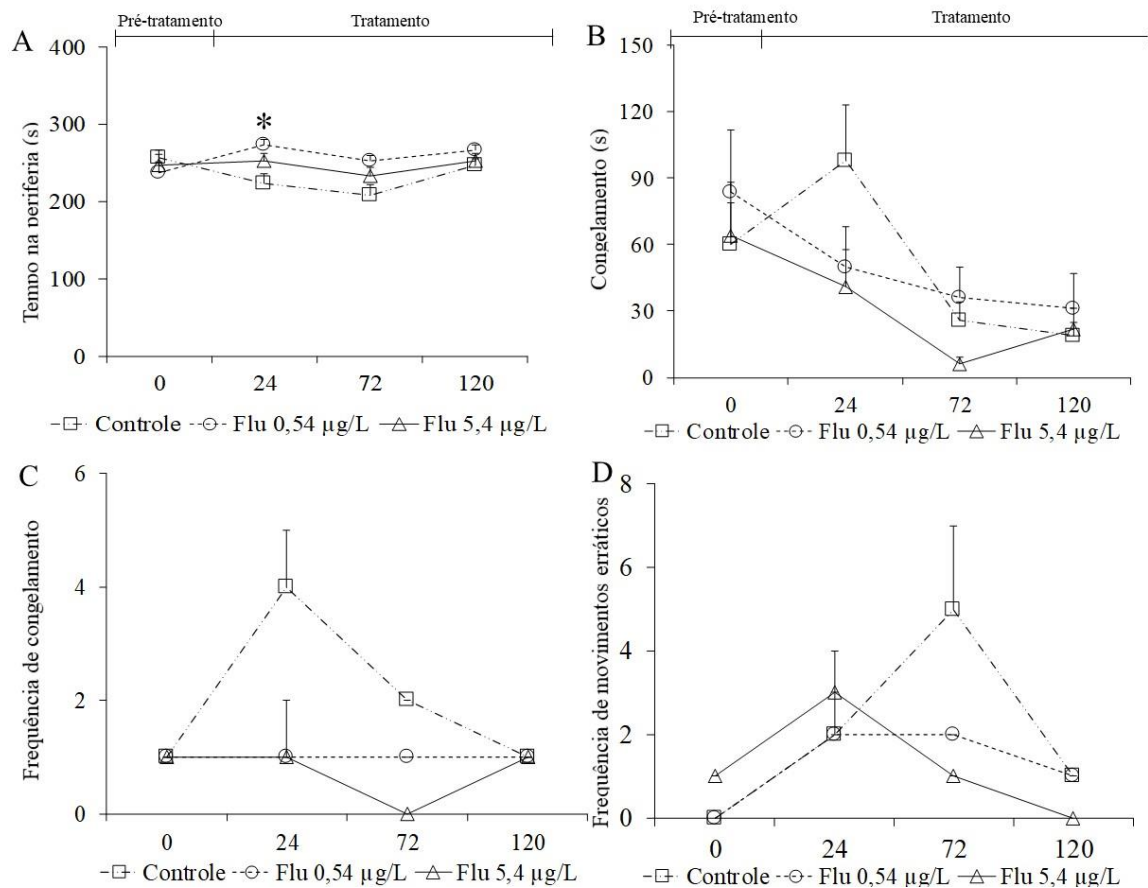 Pré-tratamento Tratamento
A
Tempo na periferia (s)
400
300
200
100
0
*
0 24 72 120
Controle Flu 0,54 µg/L Flu 5,4 µg/L
Pré-tratamento Tratamento
B
Congelamento (s)
150
120
90
60
30
0
0 24 72 120
Controle Flu 0,54 µg/L Flu 5,4 µg/L
C
Frequência de congelamento
6
4
2
0
0 24 72 120
Controle Flu 0,54 µg/L Flu 5,4 µg/L
D
Frequência de movimentos erráticos
8
6
4
2
0
0 24 72 120
Controle Flu 0,54 µg/L Flu 5,4 µg/L